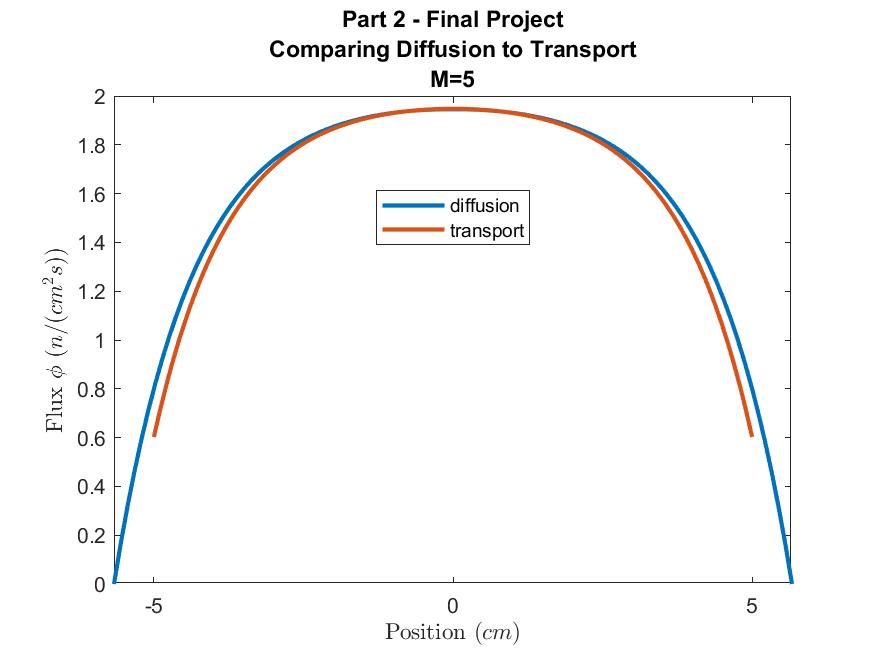 Part 2 - Final Project
Comparing Diffusion to Transport
M=5
2
1.8
1.6
1.4
1.2
1
0.8
0.6
0.4
0.2
0
Flux ϕ (n/(cm²s))
diffusion
transport
-5 0 5
Position (cm)